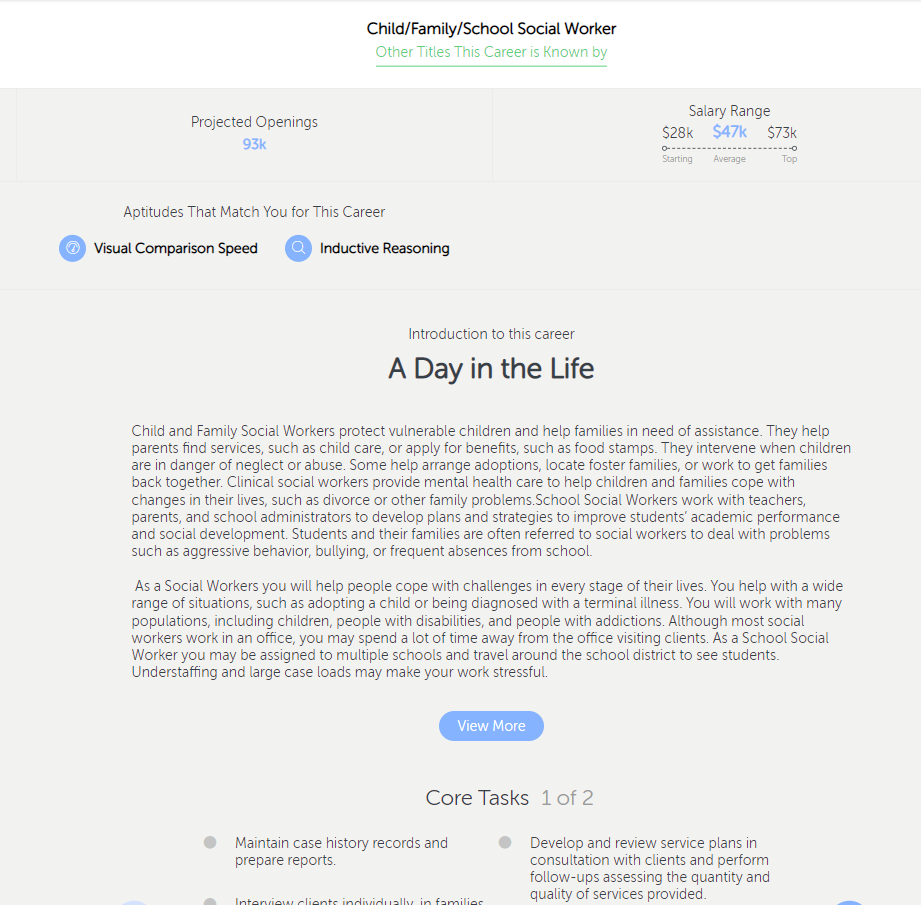 Child/Family/School Social Worker
Other Titles This Career is Known by
Projected Openings
93k
Salary Range
$28k $47k $73k
Starting Average Top
Aptitudes That Match You for This Career
Visual Comparison Speed Inductive Reasoning
Introduction to this career
A Day in the Life
Child and Family Social Workers protect vulnerable children and help families in need of assistance. They help
parents find services, such as child care, or apply for benefits, such as food stamps. They intervene when children
are in danger of neglect or abuse. Some help arrange adoptions, locate foster families, or work to get families
back together. Clinical social workers provide mental health care to help children and families cope with
changes in their lives, such as divorce or other family problems.School Social Workers work with teachers,
parents, and school administrators to develop plans and strategies to improve students’ academic performance
and social development. Students and their families are often referred to social workers to deal with problems
such as aggressive behavior, bullying, or frequent absences from school.
As a Social Workers you will help people cope with challenges in every stage of their lives. You help with a wide
range of situations, such as adopting a child or being diagnosed with a terminal illness. You will work with many
populations, including children, people with disabilities, and people with addictions. Although most social
workers work in an office, you may spend a lot of time away from the office visiting clients. As a School Social
Worker you may be assigned to multiple schools and travel around the school district to see students.
Understaffing and large case loads may make your work stressful.
View More
Core Tasks 1 of 2
Maintain case history records and
prepare reports.
Interview clients individually, in families
Develop and review service plans in
consultation with clients and perform
follow-ups assessing the quantity and
quality of services provided.